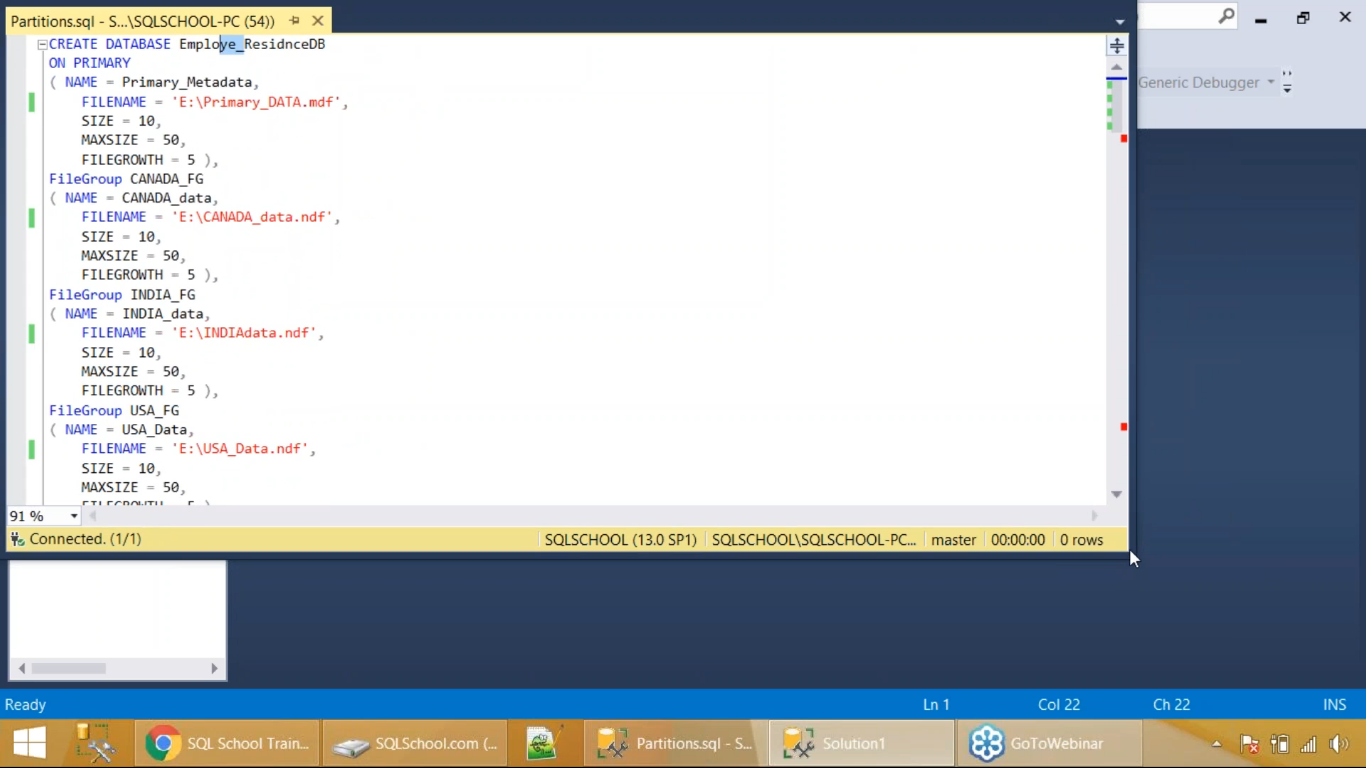 Partitions.sql - S...\SQLSCHOOL-PC (54))
CREATE DATABASE Employe_ResidnceDB
ON PRIMARY
( NAME = Primary_Metadata,
FILENAME = 'E:\Primary_DATA.mdf',
SIZE = 10,
MAXSIZE = 50,
FILEGROWTH = 5 ),
FileGroup CANADA_FG
( NAME = CANADA_data,
FILENAME = 'E:\CANADA_data.ndf',
SIZE = 10,
MAXSIZE = 50,
FILEGROWTH = 5 ),
FileGroup INDIA_FG
( NAME = INDIA_data,
FILENAME = 'E:\INDIAdata.ndf',
SIZE = 10,
MAXSIZE = 50,
FILEGROWTH = 5 ),
FileGroup USA_FG
( NAME = USA_Data,
FILENAME = 'E:\USA_Data.ndf',
SIZE = 10,
MAXSIZE = 50,
FILEGROWTH = 5 )
Generic Debugger
91 %
Connected. (1/1) SQLSCHOOL (13.0 SP1) SQLSCHOOL\SQLSCHOOL-PC... master 00:00:00 0 rows
Ready Ln 1 Col 22 Ch 22 INS
SQL School Train... SQLSchool.com (... Partitions.sql - S... Solution1 GoToWebinar